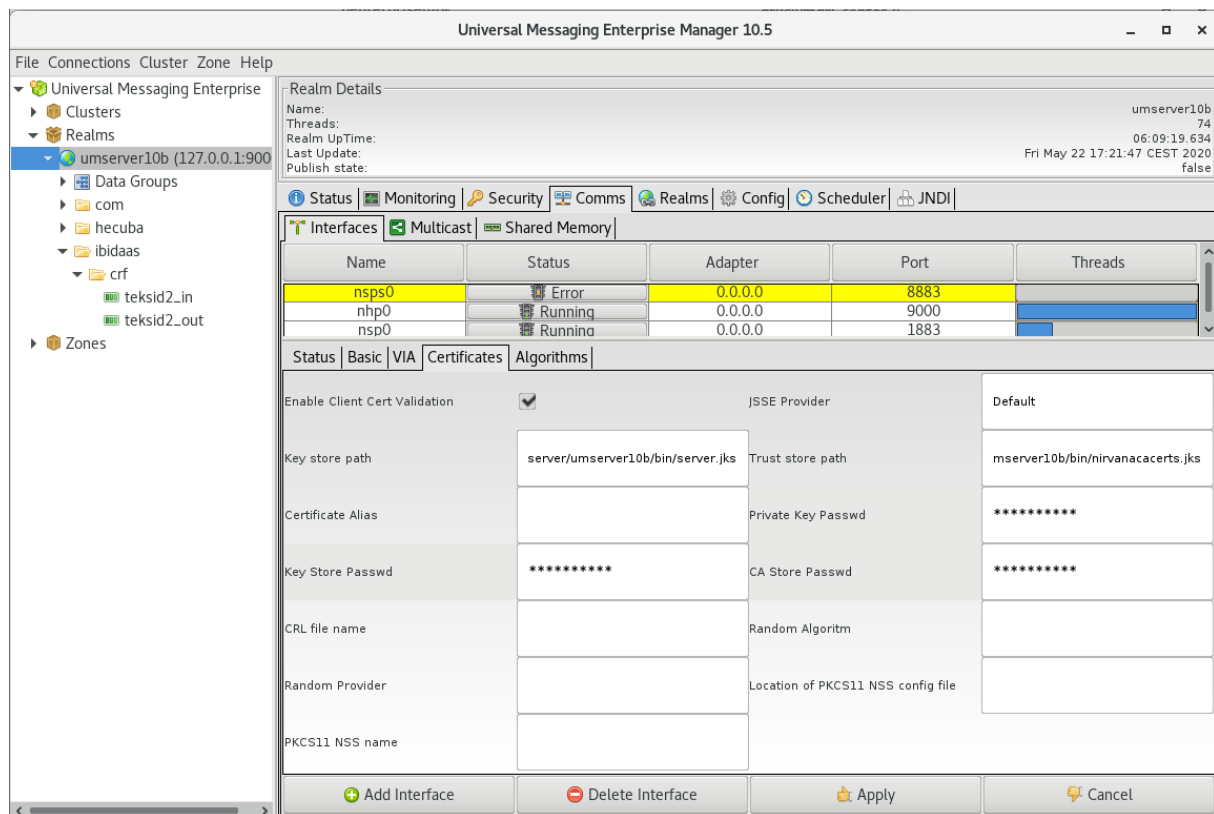 Universal Messaging Enterprise Manager 10.5
File Connections Cluster Zone Help
Universal Messaging Enterprise
Clusters
Realms
umserver10b (127.0.0.1:900
Data Groups
com
hecuba
ibidaas
crf
teksid2_in
teksid2_out
Zones
Realm Details
Name: umserver10b
Threads: 74
Realm UpTime: 06:09:19.634
Last Update: Fri May 22 17:21:47 CEST 2020
Publish state: false
Status Monitoring Security Comms Realms Config Scheduler JNDI
Interfaces Multicast Shared Memory
Name Status Adapter Port Threads
nsps0 Error 0.0.0.0 8883
nhp0 Running 0.0.0.0 9000
nsp0 Running 0.0.0.0 1883
Status Basic VIA Certificates Algorithms
Enable Client Cert Validation JSSE Provider Default
Key store path server/umserver10b/bin/server.jks Trust store path mserver10b/bin/nirvanacacerts.jks
Certificate Alias Private Key Passwd **********
Key Store Passwd ********** CA Store Passwd **********
CRL file name Random Algoritm
Random Provider Location of PKCS11 NSS config file
PKCS11 NSS name
Add Interface Delete Interface Apply Cancel